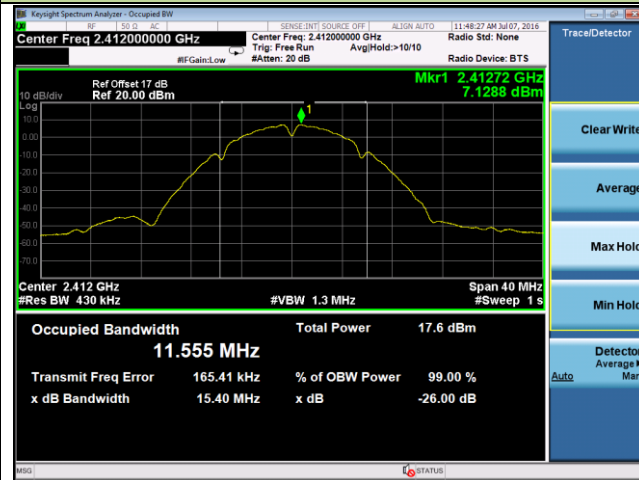 Keysight Spectrum Analyzer - Occupied BW
RF 50 Ω AC SENSE:INT SOURCE OFF ALIGN AUTO 11:48:27 AM Jul 07, 2016
Center Freq 2.412000000 GHz
Center Freq: 2.412000000 GHz
Radio Std: None
Trig: Free Run Avg|Hold:>10/10
#IFGain:Low
#Atten: 20 dB
Radio Device: BTS
Trace/Detector
Ref Offset 17 dB
10 dB/div Ref 20.00 dBm
Mkr1 2.41272 GHz
7.1288 dBm
Log
1
10.0
0.00
-10.0
-20.0
-30.0
-40.0
-50.0
-60.0
-70.0
Center 2.412 GHz
Span 40 MHz
#Res BW 430 kHz
#VBW 1.3 MHz
#Sweep 1 s
Occupied Bandwidth
11.555 MHz
Total Power 17.6 dBm
Transmit Freq Error 165.41 kHz
% of OBW Power 99.00 %
x dB Bandwidth 15.40 MHz
x dB -26.00 dB
Clear Write
Average
Max Hold
Min Hold
Detector
Average
Auto Man
MSG
STATUS